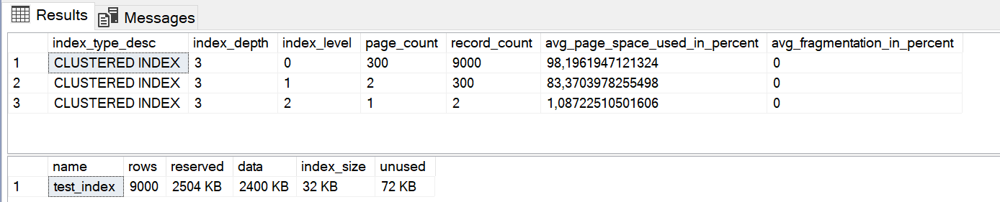 Results Messages
index_type_desc index_depth index_level page_count record_count avg_page_space_used_in_percent avg_fragmentation_in_percent
1 CLUSTERED INDEX 3 0 300 9000 98,1961947121324 0
2 CLUSTERED INDEX 3 1 2 300 83,3703978255498 0
3 CLUSTERED INDEX 3 2 1 2 1,08722510501606 0
name rows reserved data index_size unused
1 test_index 9000 2504 KB 2400 KB 32 KB 72 KB